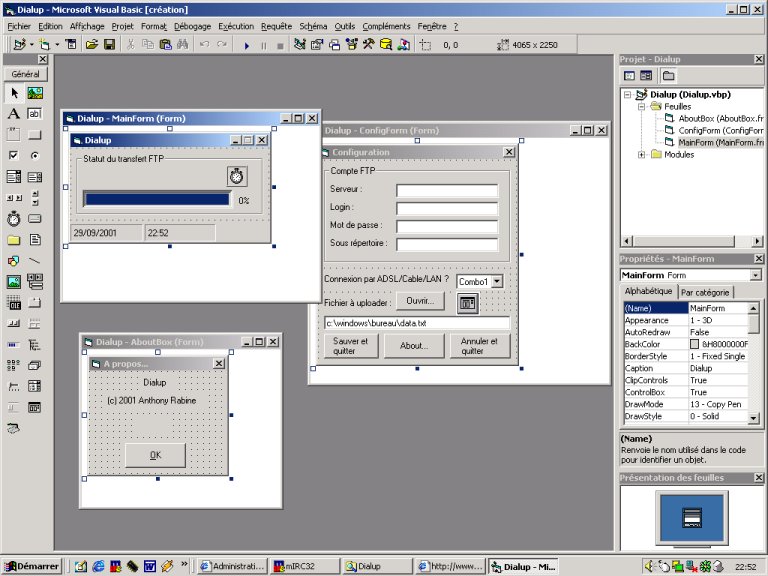 Dialup - Microsoft Visual Basic [création]
Fichier Edition Affichage Projet Format Débogage Exécution Requête Schéma Outils Compléments Fenêtre ?
0, 0 4065 x 2250
Général
A ab|
Dialup - MainForm (Form)
Dialup
Statut du transfert FTP
0%
29/09/2001 22:52
Dialup - ConfigForm (Form)
Configuration
Compte FTP
Serveur :
Login :
Mot de passe :
Sous répertoire :
Connexion par ADSL/Cable/LAN ? Combo1
Fichier à uploader : Ouvrir...
c:\windows\bureau\data.txt
Sauver et quitter About... Annuler et quitter
Dialup - AboutBox (Form)
A propos...
Dialup
(c) 2001 Anthony Rabine
OK
Projet - Dialup
Dialup (Dialup.vbp)
Feuilles
AboutBox (AboutBox.fr
ConfigForm (ConfigForr
MainForm (MainForm.frr
Modules
Propriétés - MainForm
MainForm Form
Alphabétique Par catégorie
(Name) MainForm
Appearance 1 - 3D
AutoRedraw False
BackColor &H8000000F
BorderStyle 1 - Fixed Single
Caption Dialup
ClipControls True
ControlBox True
DrawMode 13 - Copy Pen
DrawStyle 0 - Solid
(Name)
Renvoie le nom utilisé dans le code
pour identifier un objet.
Présentation des feuilles
Démarrer » Administrati... mIRC32 Dialup http://www.... Dialup - Mi... 22:52